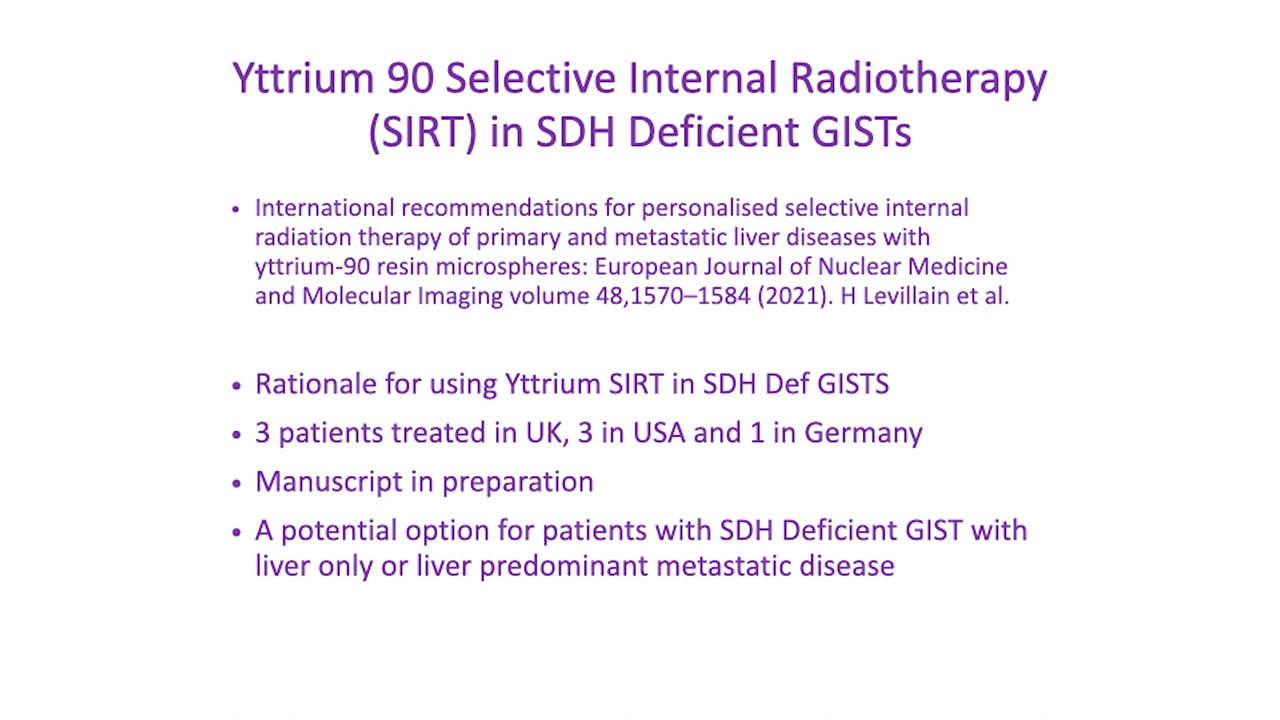 Yttrium 90 Selective Internal Radiotherapy
(SIRT) in SDH Deficient GISTs
• International recommendations for personalised selective internal
radiation therapy of primary and metastatic liver diseases with
yttrium-90 resin microspheres: European Journal of Nuclear Medicine
and Molecular Imaging volume 48,1570–1584 (2021). H Levillain et al.
• Rationale for using Yttrium SIRT in SDH Def GISTS
• 3 patients treated in UK, 3 in USA and 1 in Germany
• Manuscript in preparation
• A potential option for patients with SDH Deficient GIST with
liver only or liver predominant metastatic disease